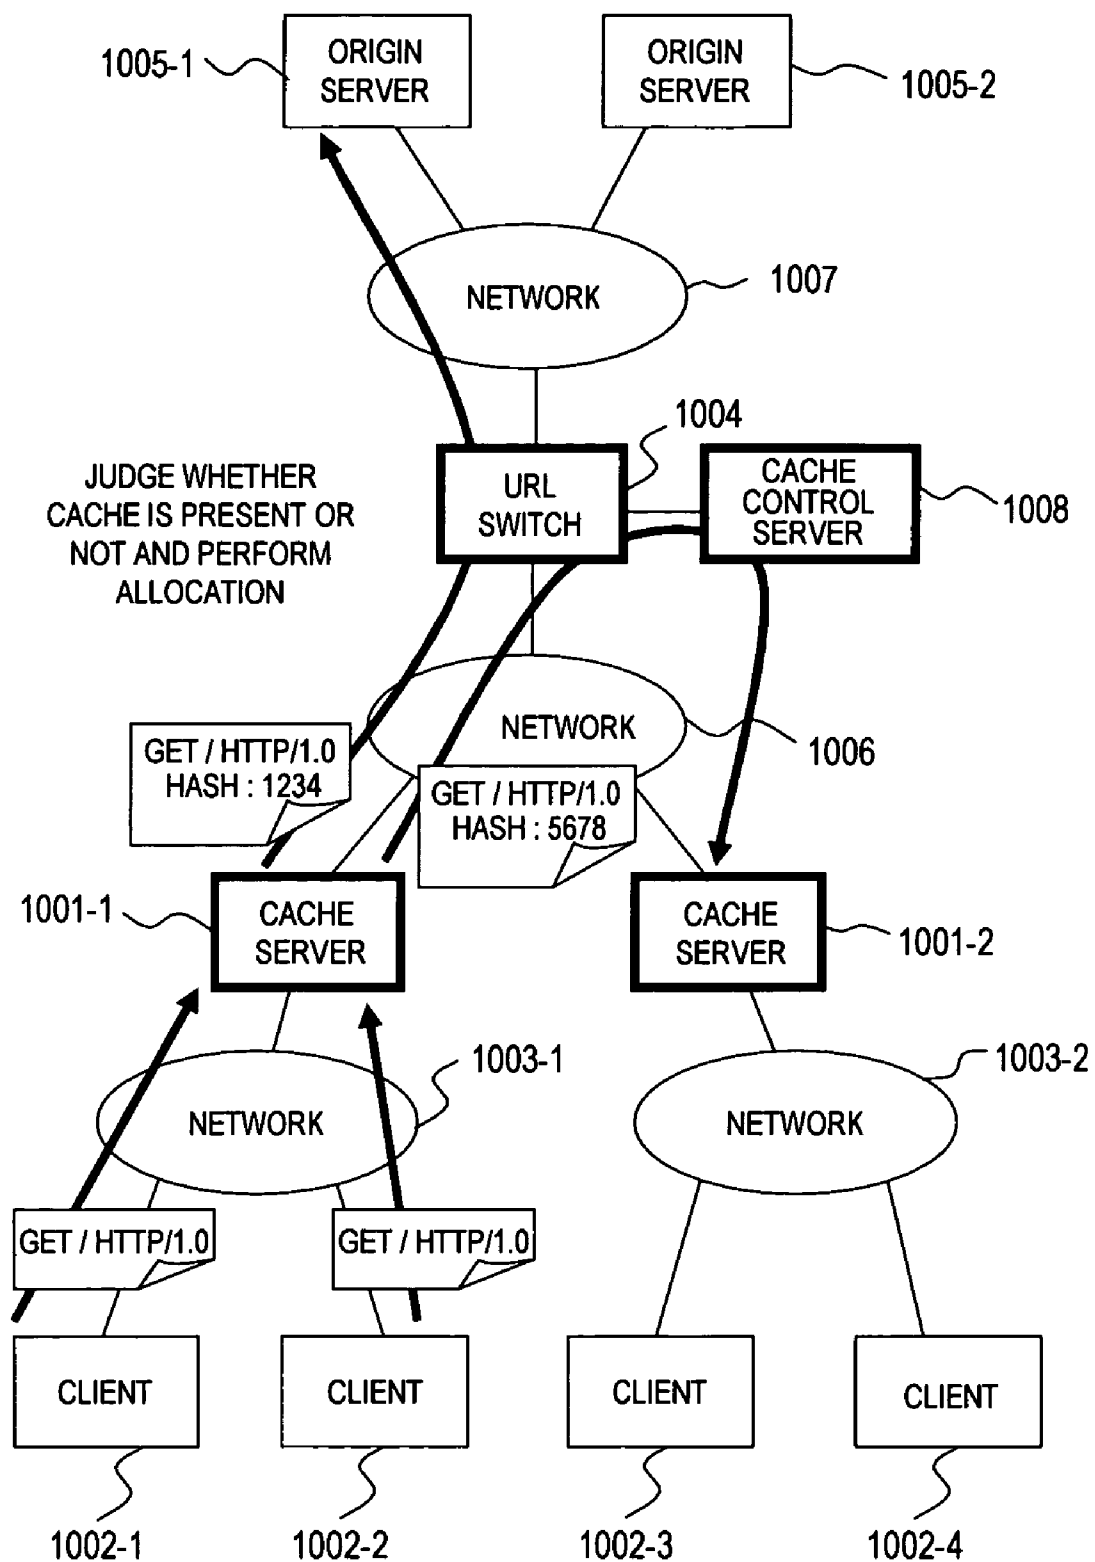 ORIGIN
SERVER
1005-1
ORIGIN
SERVER
1005-2
NETWORK
1007
1004
URL
SWITCH
CACHE
CONTROL
SERVER
1008
JUDGE WHETHER
CACHE IS PRESENT OR
NOT AND PERFORM
ALLOCATION
NETWORK
1006
GET / HTTP/1.0
HASH : 1234
GET / HTTP/1.0
HASH : 5678
1001-1
CACHE
SERVER
CACHE
SERVER
1001-2
1003-1
NETWORK
1003-2
NETWORK
GET / HTTP/1.0
GET / HTTP/1.0
CLIENT
CLIENT
CLIENT
CLIENT
1002-1
1002-2
1002-3
1002-4